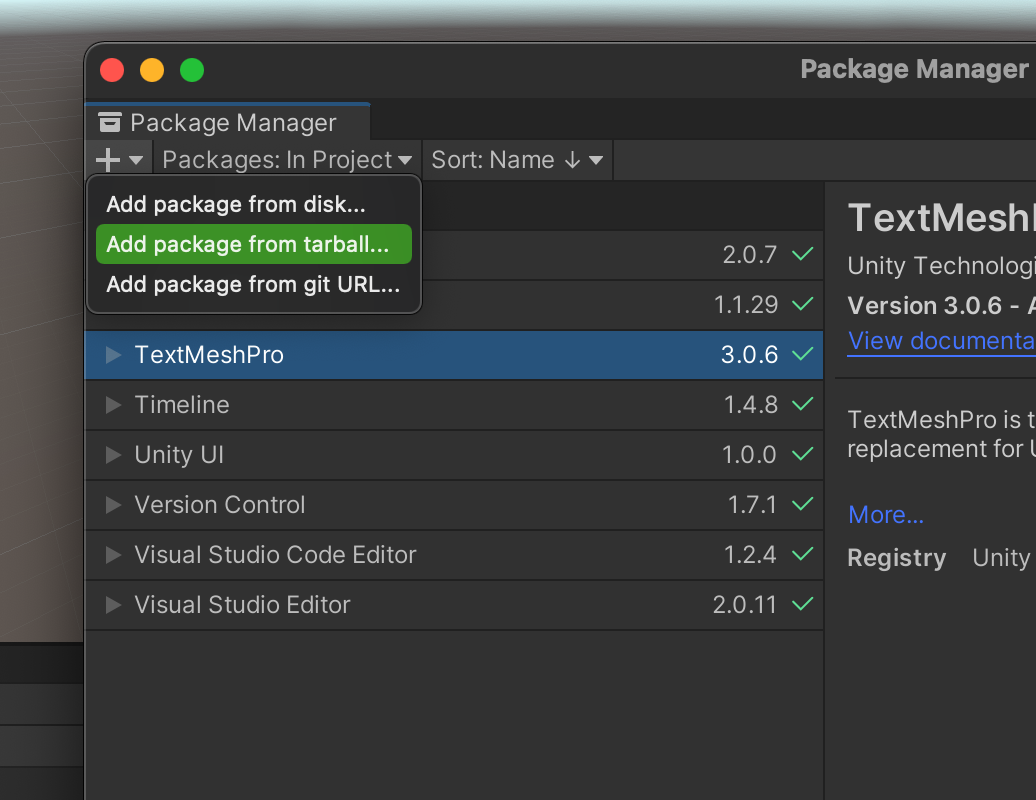 Package Manager
Package Manager
Packages: In Project
Sort: Name ↓
Add package from disk...
Add package from tarball...
Add package from git URL...
2.0.7
1.1.29
TextMeshPro 3.0.6
Timeline 1.4.8
Unity UI 1.0.0
Version Control 1.7.1
Visual Studio Code Editor 1.2.4
Visual Studio Editor 2.0.11
TextMesh
Unity Technologi
Version 3.0.6 -
View documenta
TextMeshPro is t
replacement for U
More...
Registry Unity